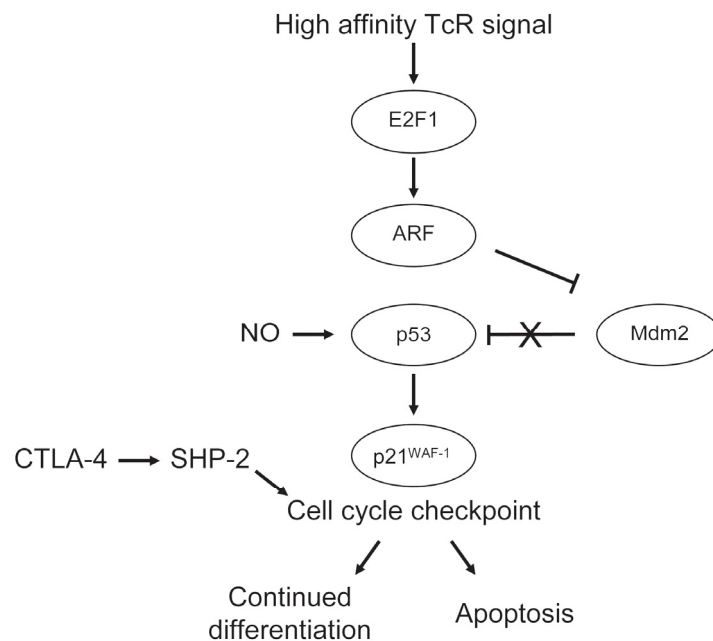 High affinity TcR signal
E2F1
ARF
NO
p53
Mdm2
p21WAF-1
CTLA-4
SHP-2
Cell cycle checkpoint
Continued
differentiation
Apoptosis